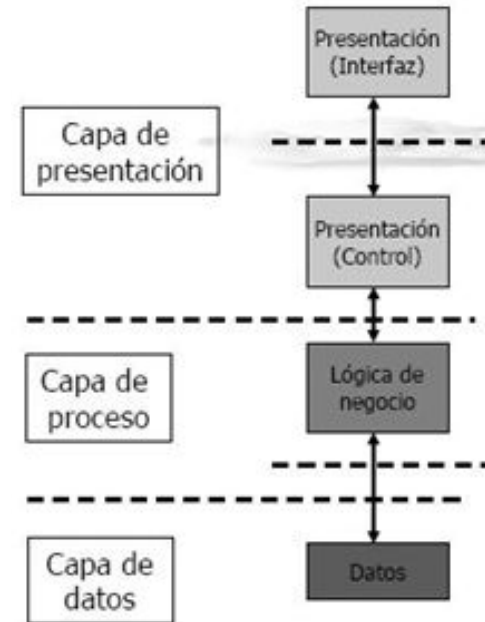 Presentación
(Interfaz)
Capa de
presentación
Presentación
(Control)
Capa de
proceso
Lógica de
negocio
Capa de
datos
Datos